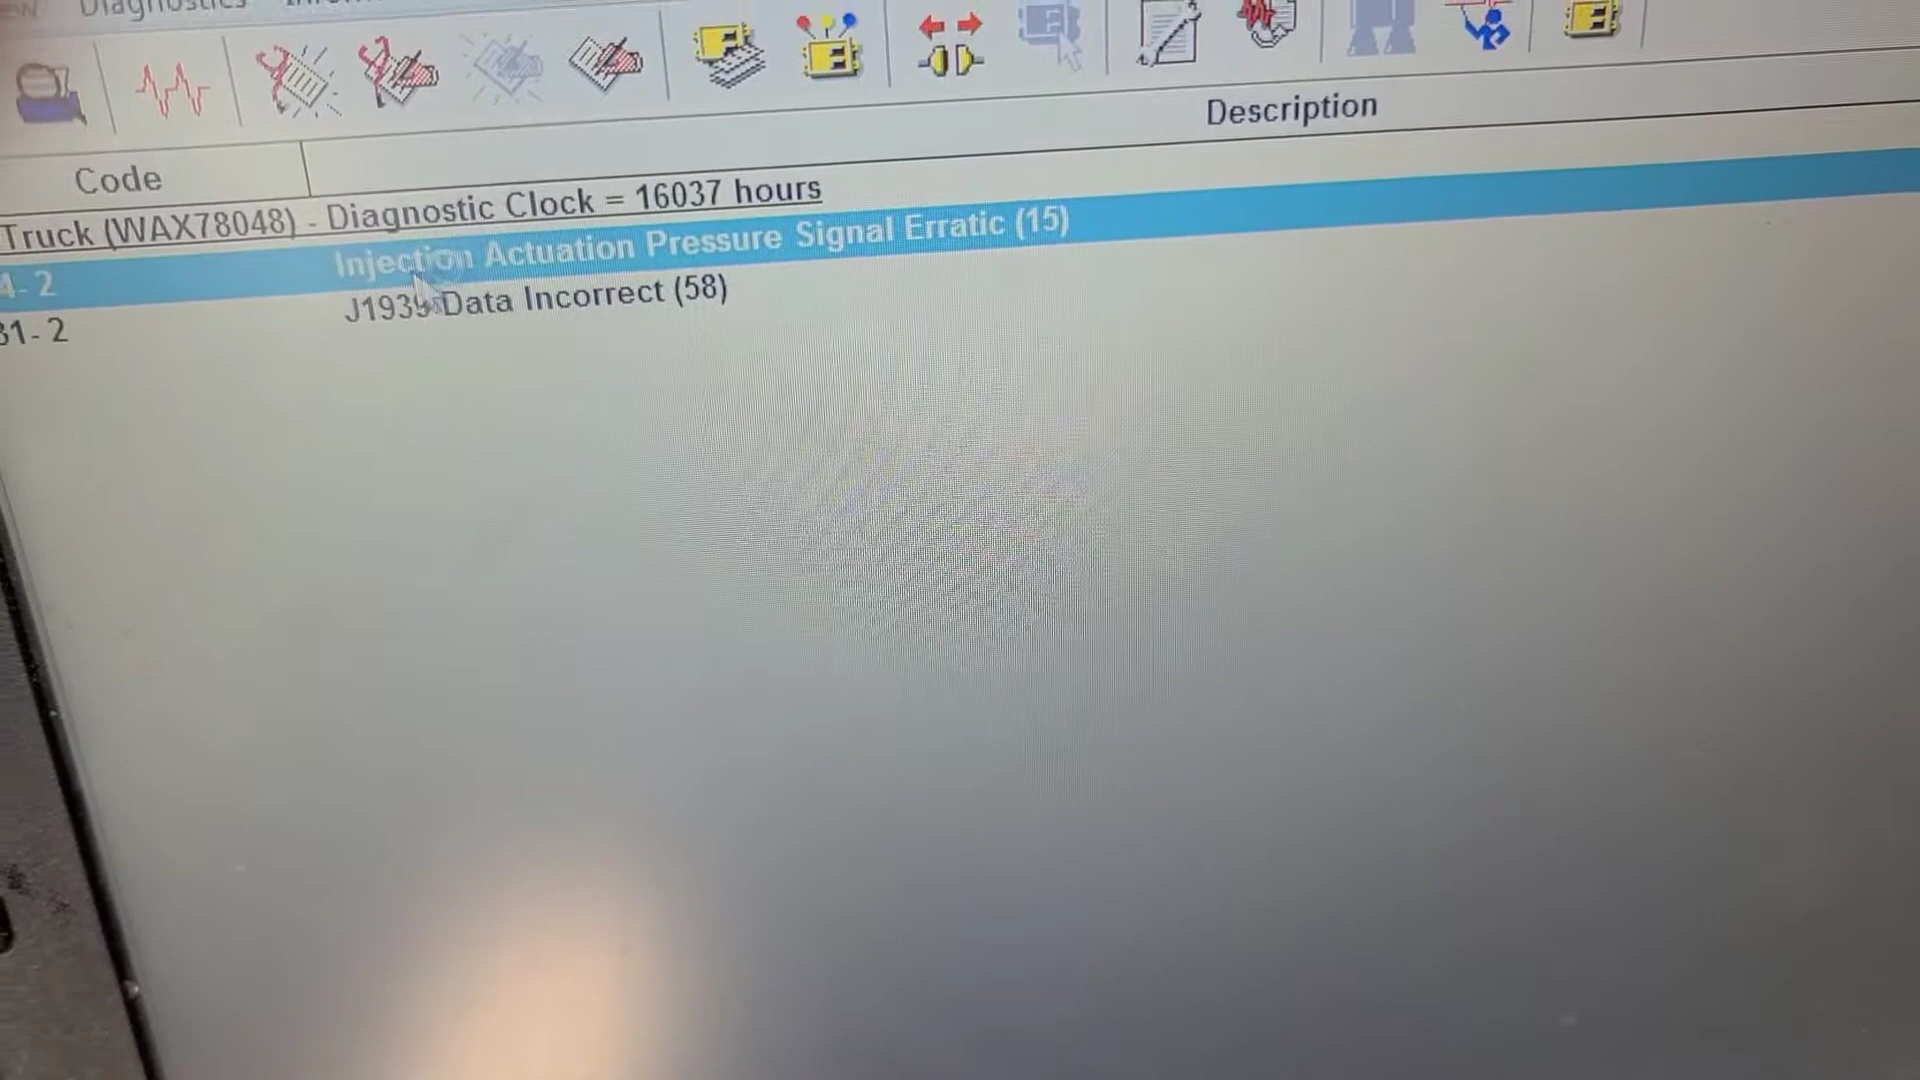 Diagnostics
Description
Code
Truck (WAX78048) - Diagnostic Clock = 16037 hours
4- 2 Injection Actuation Pressure Signal Erratic (15)
31- 2 J1939 Data Incorrect (58)